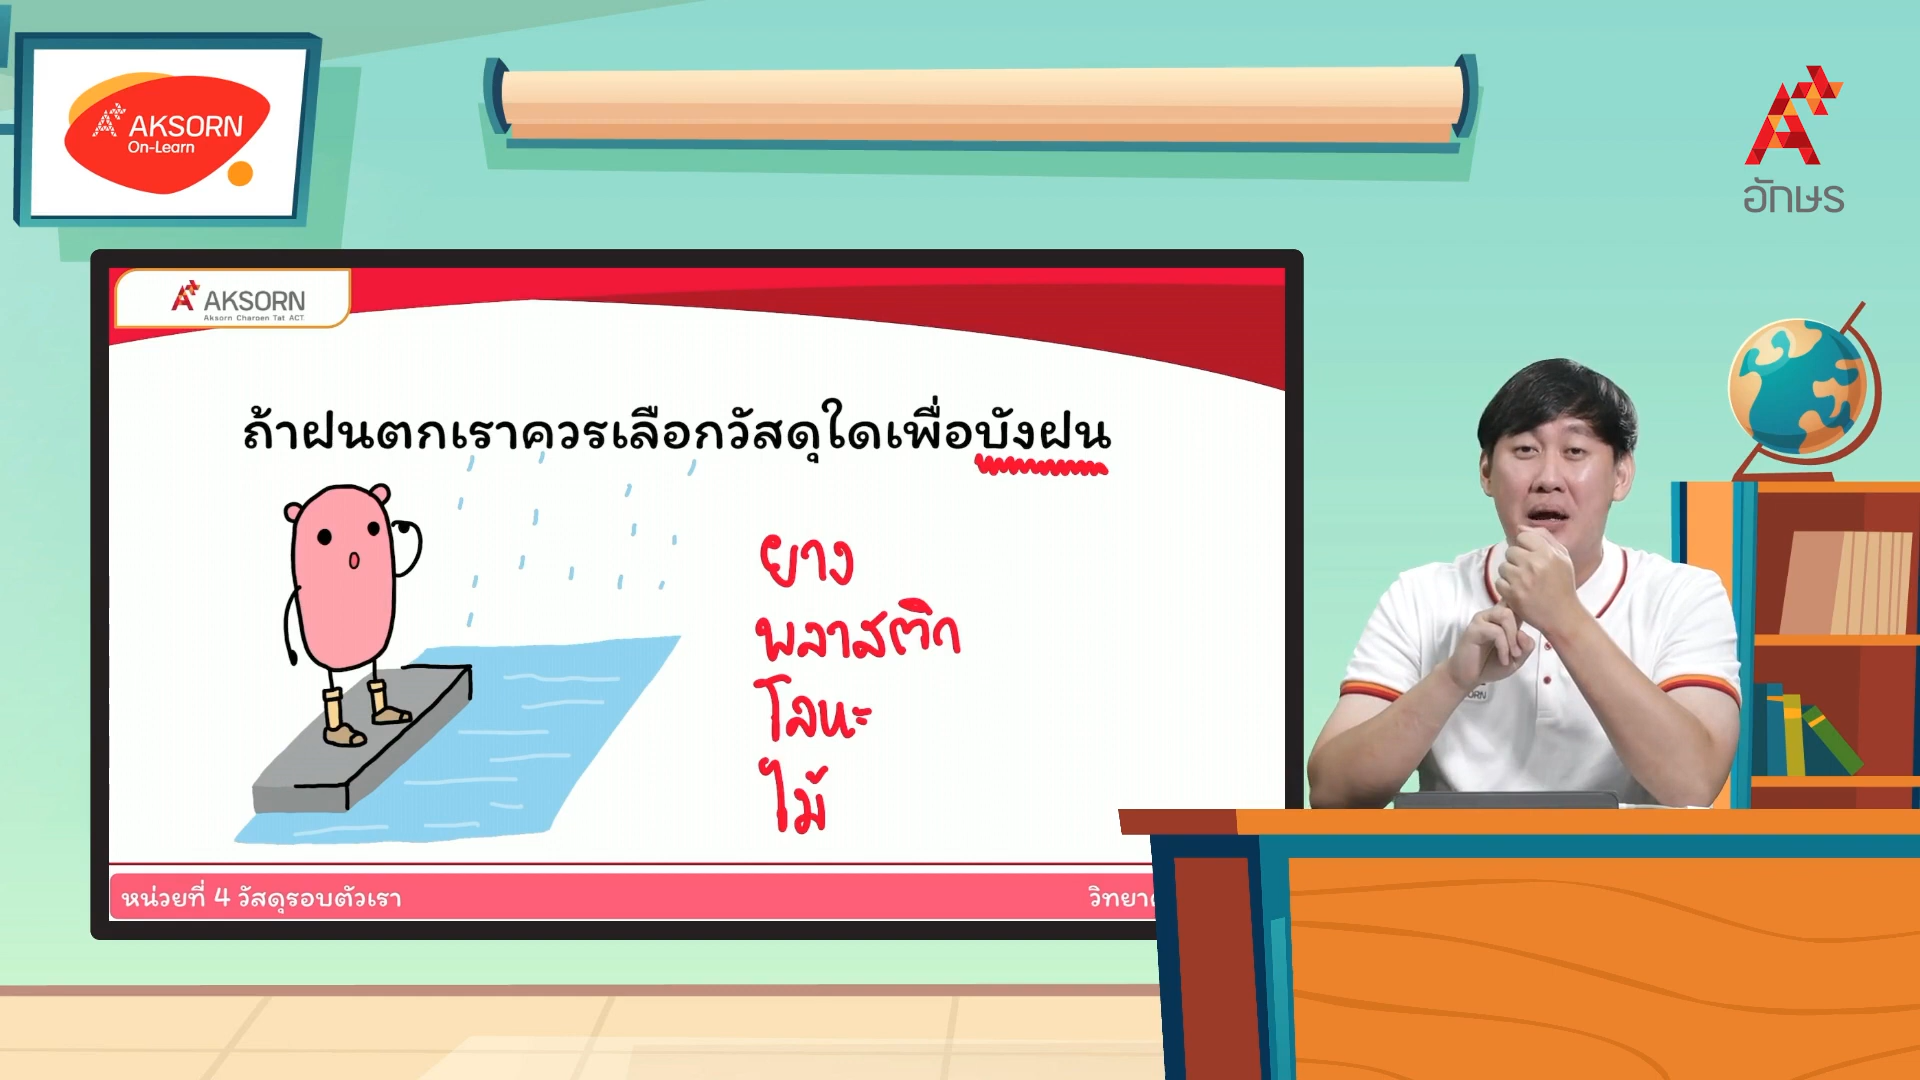 AKSORN
On-Learn
อักษร
AKSORN
Aksorn Charoen Tat ACT
ถ้าฝนตกเราควรเลือกวัสดุใดเพื่อบังฝน
ยาง
พลาสติก
โลหะ
ไม้
หน่วยที่ 4 วัสดุรอบตัวเรา